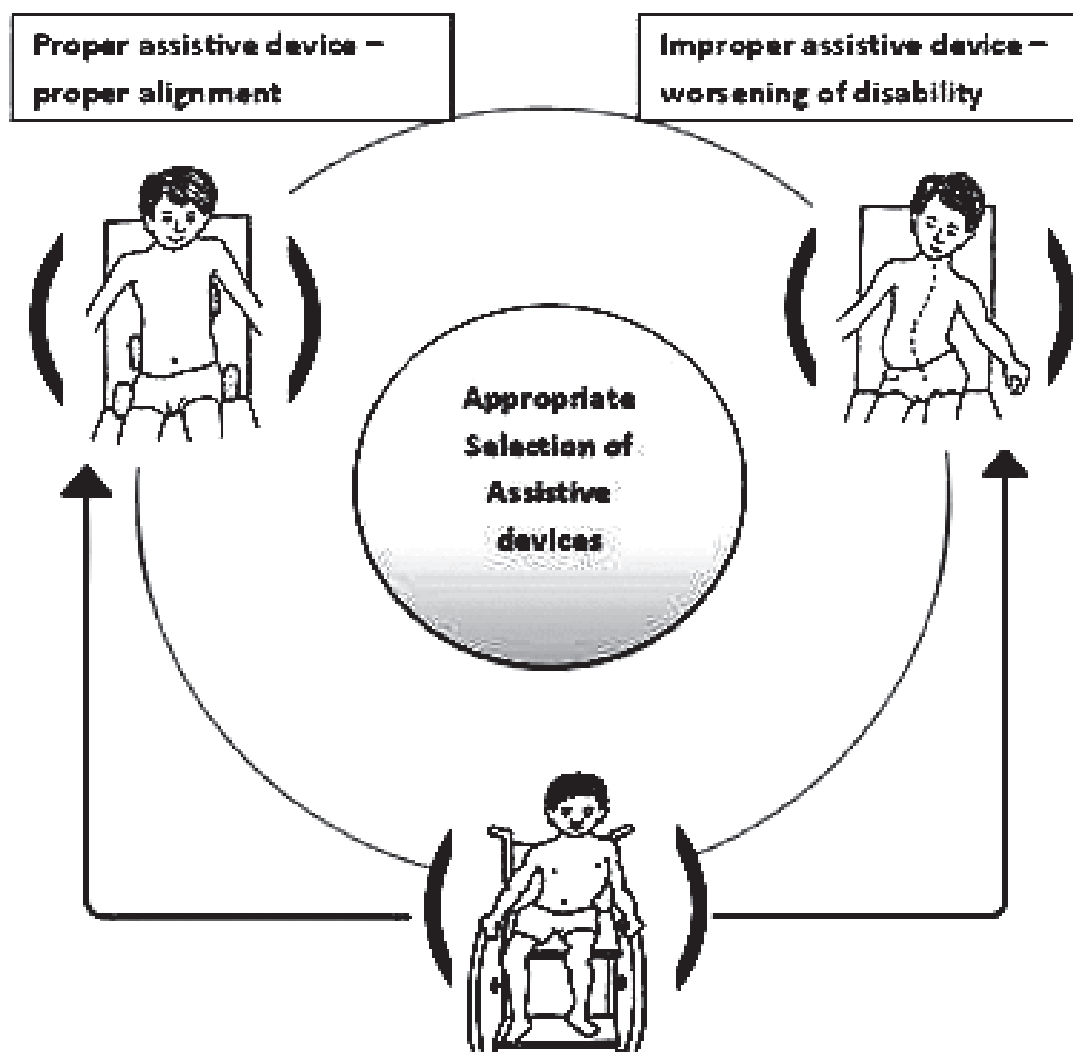 Proper assistive device –
proper alignment
Improper assistive device –
worsening of disability
Appropriate
Selection of
Assistive
devices